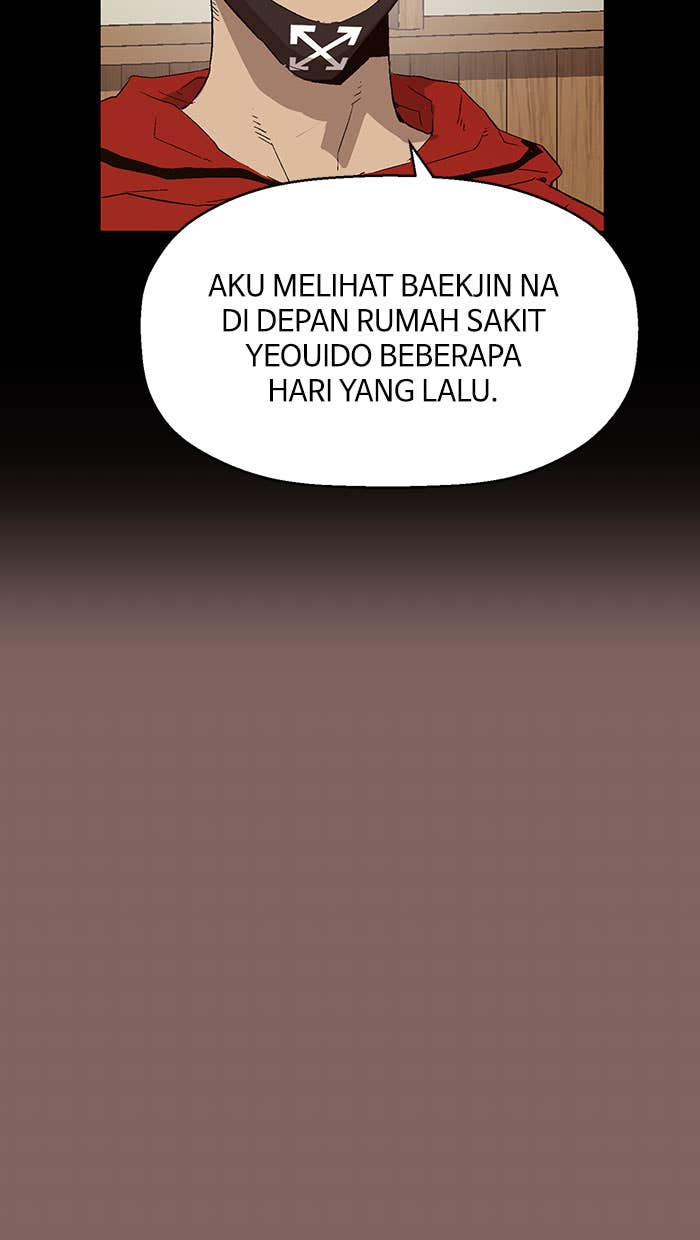 AKU MELIHAT BAEKJIN NA
DI DEPAN RUMAH SAKIT
YEOUIDO BEBERAPA
HARI YANG LALU.